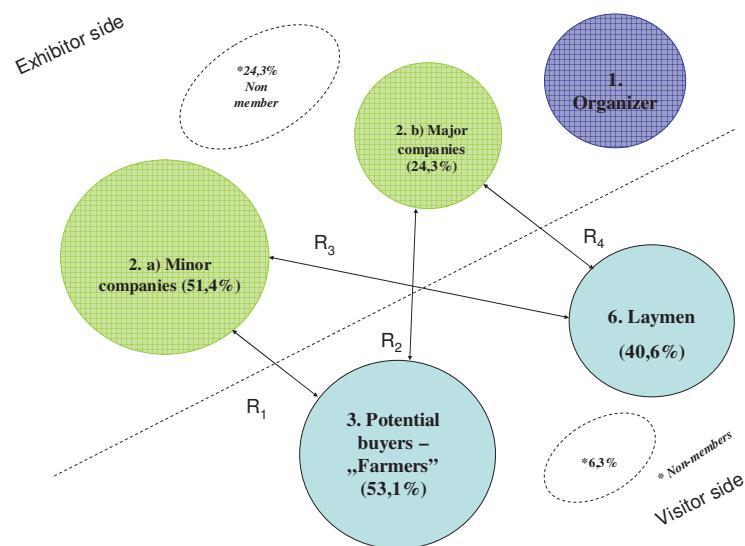 Exhibitor side
*24,3%
Non
member
1.
Organizer
2. b) Major
companies
(24,3%)
R3
R4
2. a) Minor
companies (51,4%)
6. Laymen
(40,6%)
R2
R1
3. Potential
buyers –
„Farmers”
(53,1%)
*6,3%
* Non-members
Visitor side